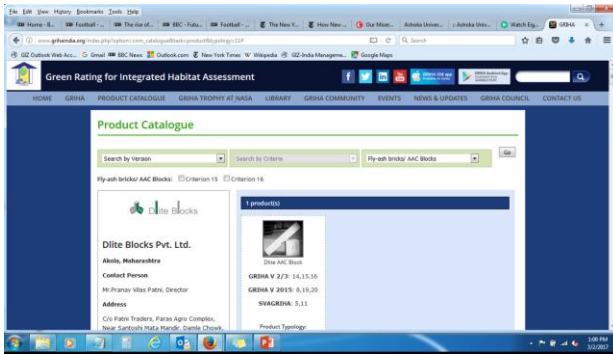 File Edit View History Bookmarks Tools Help
Home - B...
Football -...
The rise of...
BBC - Futu...
Football -...
The New Y...
How New ...
Our Mission...
Ashoka Univers...
Ashoka Univ...
Watch Eig...
GRIHA
www.grihaindia.org/index.php?option=com_catalogue&task=product&typology=22#
Search
GIZ Outlook Web Acc...
Gmail
BBC News
Outlook.com
New York Times
Wikipedia
GIZ-India Manageme...
Google Maps
Green Rating for Integrated Habitat Assessment
HOME GRIHA PRODUCT CATALOGUE GRIHA TROPHY AT NASA LIBRARY GRIHA COMMUNITY EVENTS NEWS & UPDATES GRIHA COUNCIL CONTACT US
Product Catalogue
Search by Version
Search by Criteria
Fly-ash bricks/ AAC Blocks
Go
Fly-ash bricks/ AAC Blocks: Criterion 15 Criterion 16
Dlite Blocks
Dlite Blocks Pvt. Ltd.
Akola, Maharashtra
Contact Person
Mr.Pranay Vilas Patni, Director
Address
C/o Patni Traders, Paras Agro Complex,
Near Santoshi Mata Mandir, Damle Chowk,
1 product(s)
Dlite AAC Block
GRIHA V 2/3: 14,15,16
GRIHA V 2015: 6,19,20
SVAGRIHA: 5,11
Product Typology:
1:00 PM
3/2/2017